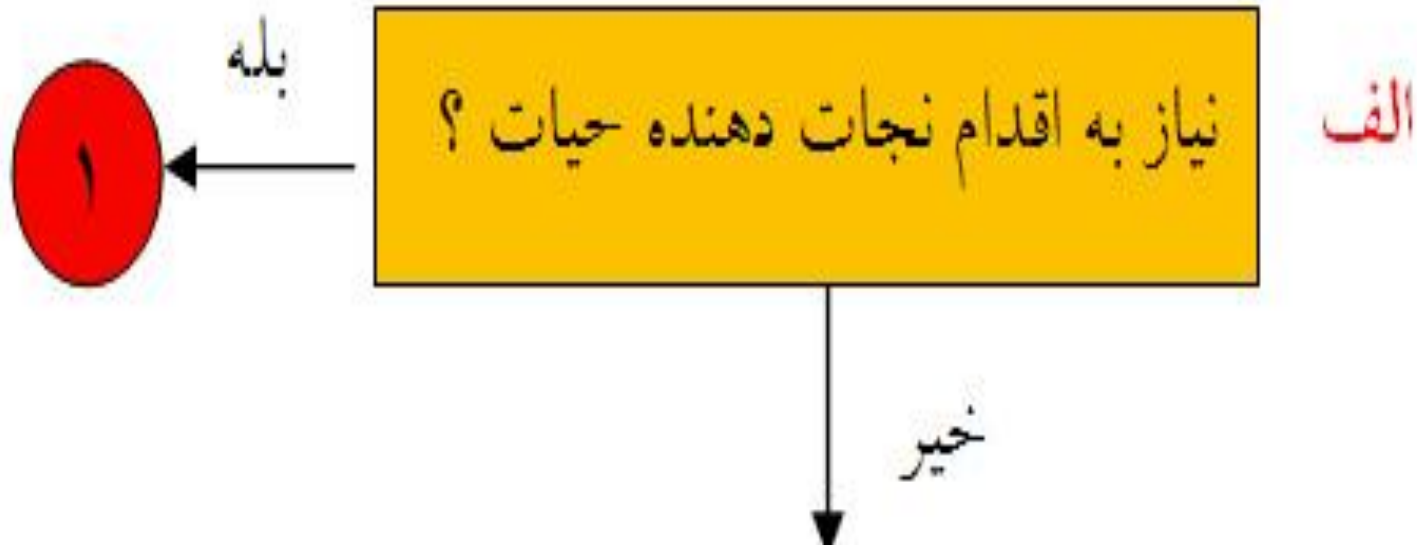 الف
نیاز به اقدام نجات دهنده حیات ؟
بله
۱
خیر